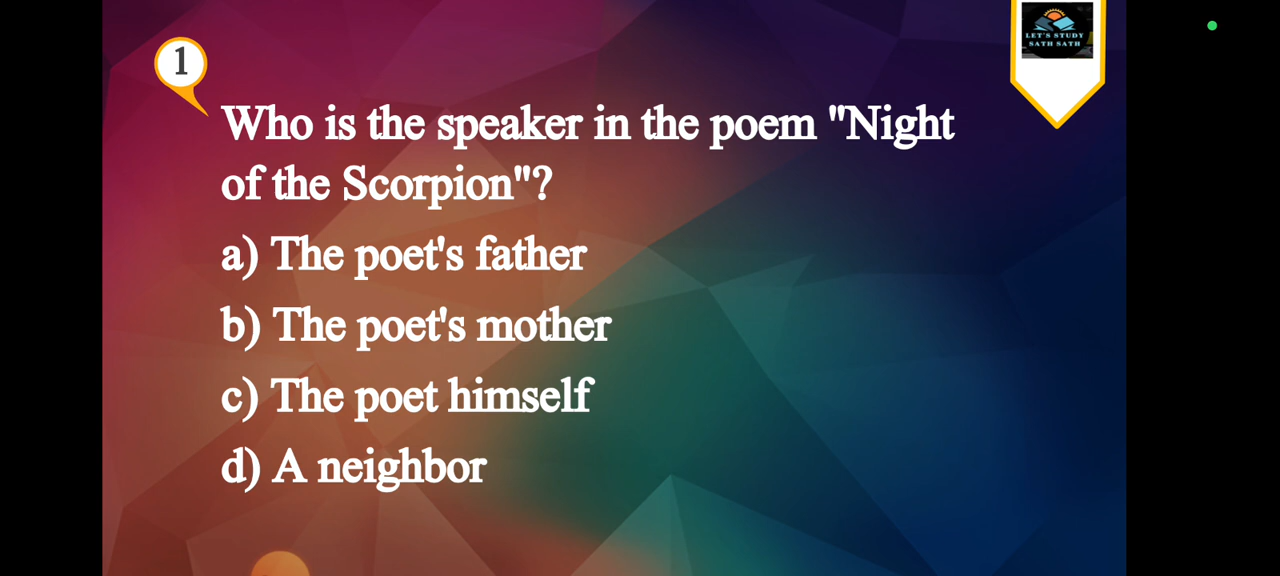 1
LET'S STUDY
SATH SATH
Who is the speaker in the poem "Night
of the Scorpion"?
a) The poet's father
b) The poet's mother
c) The poet himself
d) A neighbor